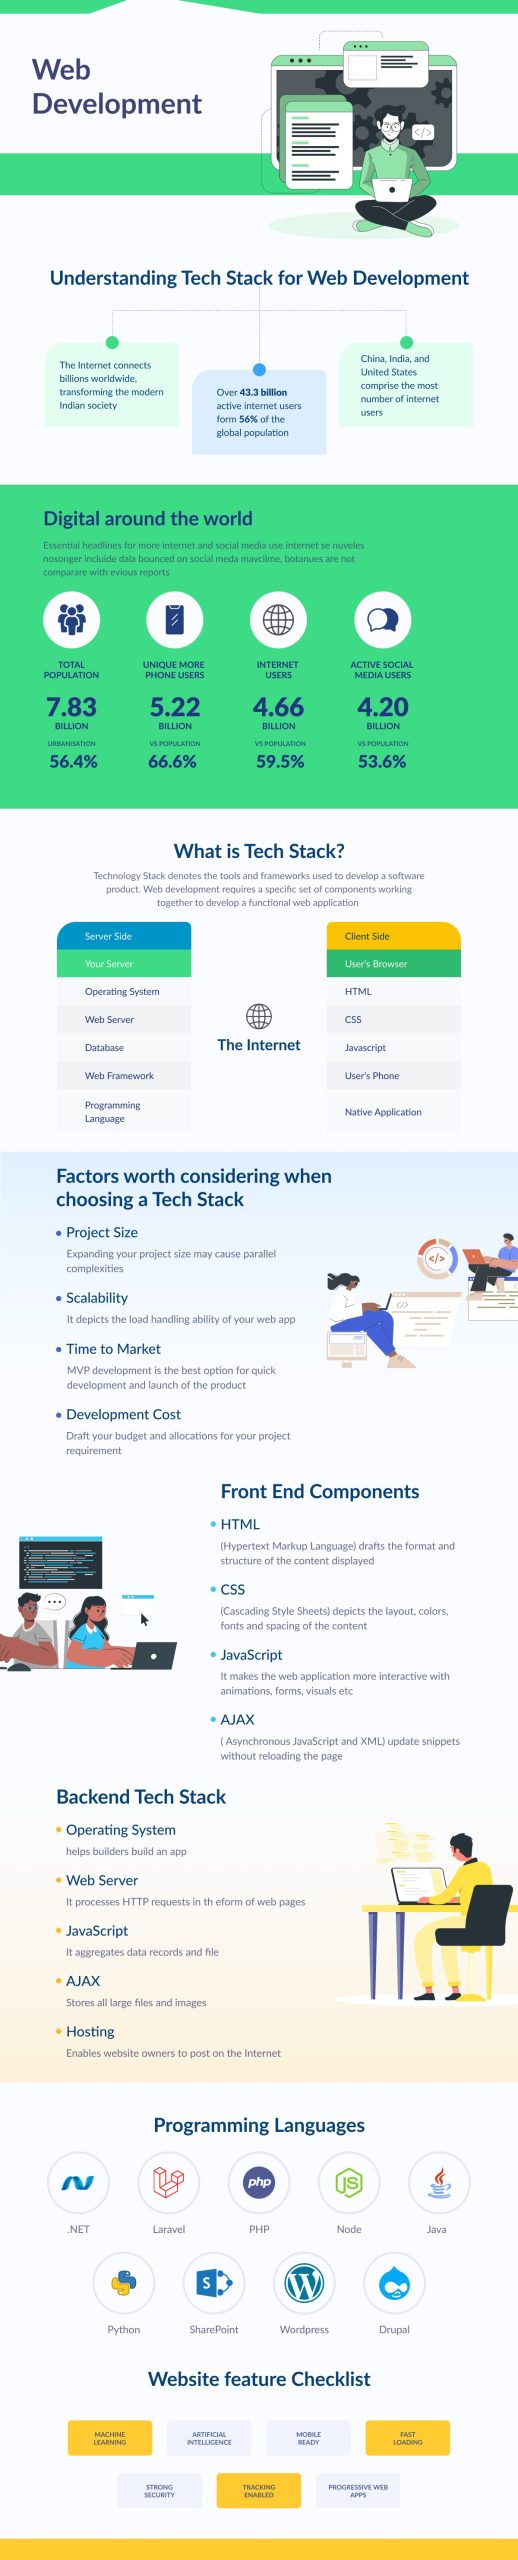 Web
Development
</>
Understanding Tech Stack for Web Development
The Internet connects
billions worldwide,
transforming the modern
Indian society
Over 43.3 billion
active internet users
form 56% of the
global population
China, India, and
United States
comprise the most
number of internet
users
Digital around the world
Essential headlines for more internet and social media use internet se nuveles
nosonger incluide dala bounced on social meda mavcilme, botanues are not
comparare with evious reports
TOTAL
POPULATION
7.83
BILLION
URBANISATION
56.4%
UNIQUE MORE
PHONE USERS
5.22
BILLION
VS POPULATION
66.6%
INTERNET
USERS
4.66
BILLION
VS POPULATION
59.5%
ACTIVE SOCIAL
MEDIA USERS
4.20
BILLION
VS POPULATION
53.6%
What is Tech Stack?
Technology Stack denotes the tools and frameworks used to develop a software
product. Web development requires a specific set of components working
together to develop a functional web application
Server Side
Your Server
Operating System
Web Server
Database
Web Framework
Programming
Language
The Internet
Client Side
User's Browser
HTML
CSS
Javascript
User's Phone
Native Application
Factors worth considering when
choosing a Tech Stack
• Project Size
Expanding your project size may cause parallel
complexities
• Scalability
It depicts the load handling ability of your web app
• Time to Market
MVP development is the best option for quick
development and launch of the product
• Development Cost
Draft your budget and allocations for your project
requirement
</>
</>
Front End Components
• HTML
(Hypertext Markup Language) drafts the format and
structure of the content displayed
• CSS
(Cascading Style Sheets) depicts the layout, colors,
fonts and spacing of the content
• JavaScript
It makes the web application more interactive with
animations, forms, visuals etc
• AJAX
( Asynchronous JavaScript and XML) update snippets
without reloading the page
Backend Tech Stack
• Operating System
helps builders build an app
• Web Server
It processes HTTP requests in th eform of web pages
• JavaScript
It aggregates data records and file
• AJAX
Stores all large files and images
• Hosting
Enables website owners to post on the Internet
Programming Languages
php
JS
.NET
Laravel
PHP
Node
Java
S
W
Python
SharePoint
Wordpress
Drupal
Website feature Checklist
MACHINE
LEARNING
ARTIFICIAL
INTELLIGENCE
MOBILE
READY
FAST
LOADING
STRONG
SECURITY
TRACKING
ENABLED
PROGRESSIVE WEB
APPS